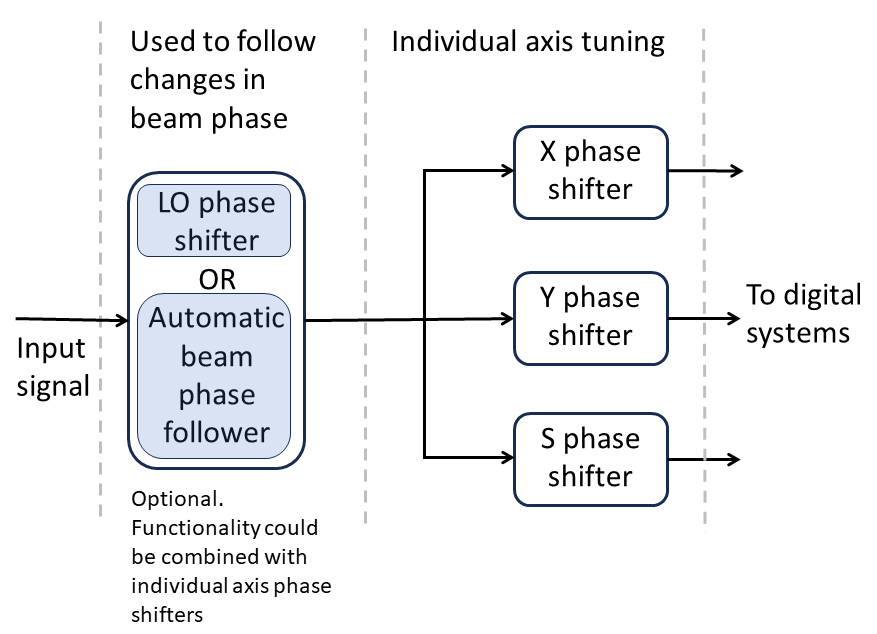 Used to follow
changes in
beam phase
Individual axis tuning
LO phase
shifter
OR
Automatic
beam
phase
follower
Input
signal
X phase
shifter
Y phase
shifter
S phase
shifter
To digital
systems
Optional.
Functionality could
be combined with
individual axis phase
shifters